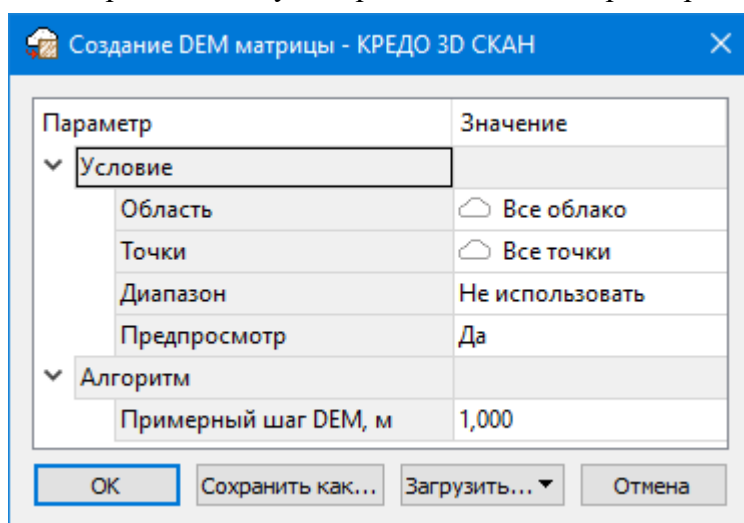 Создание DEM матрицы - КРЕДО 3D СКАН
Параметр Значение
Условие
Область Все облако
Точки Все точки
Диапазон Не использовать
Предпросмотр Да
Алгоритм
Примерный шаг DEM, м 1,000
ОК Сохранить как... Загрузить... Отмена